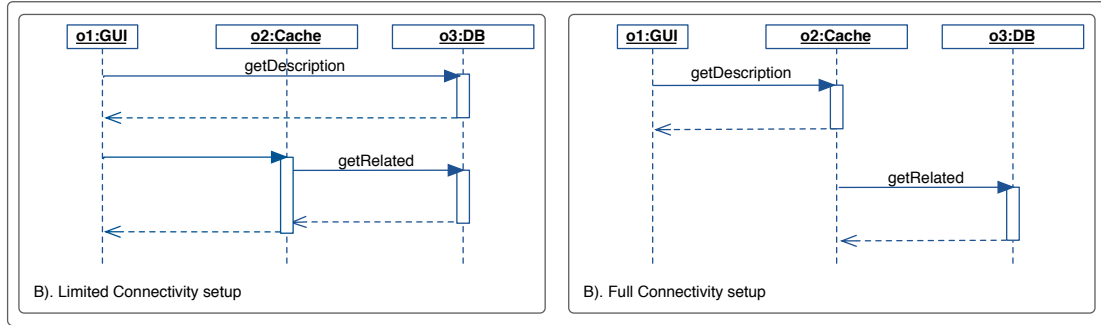 o1:GUI
o2:Cache
o3:DB
getDescription
getRelated
B). Limited Connectivity setup
o1:GUI
o2:Cache
o3:DB
getDescription
getRelated
B). Full Connectivity setup